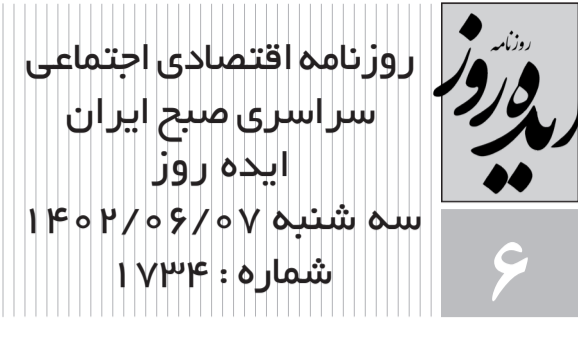 روزنامه
ایده روز
روزنامه اقتصادی اجتماعی
سراسری صبح ایران
ایده روز
سه شنبه ۱۴۰۲/۰۶/۰۷
شماره : ۱۷۳۴
۶